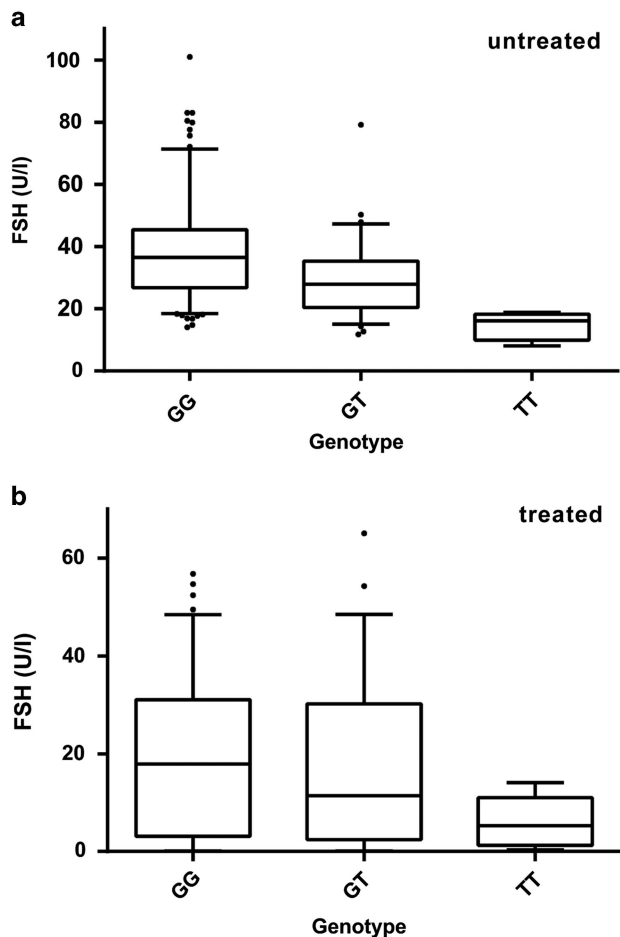 a
untreated
100
80
60
40
20
0
FSH (U/l)
GG
GT
TT
Genotype
b
treated
60
40
20
0
FSH (U/l)
GG
GT
TT
Genotype